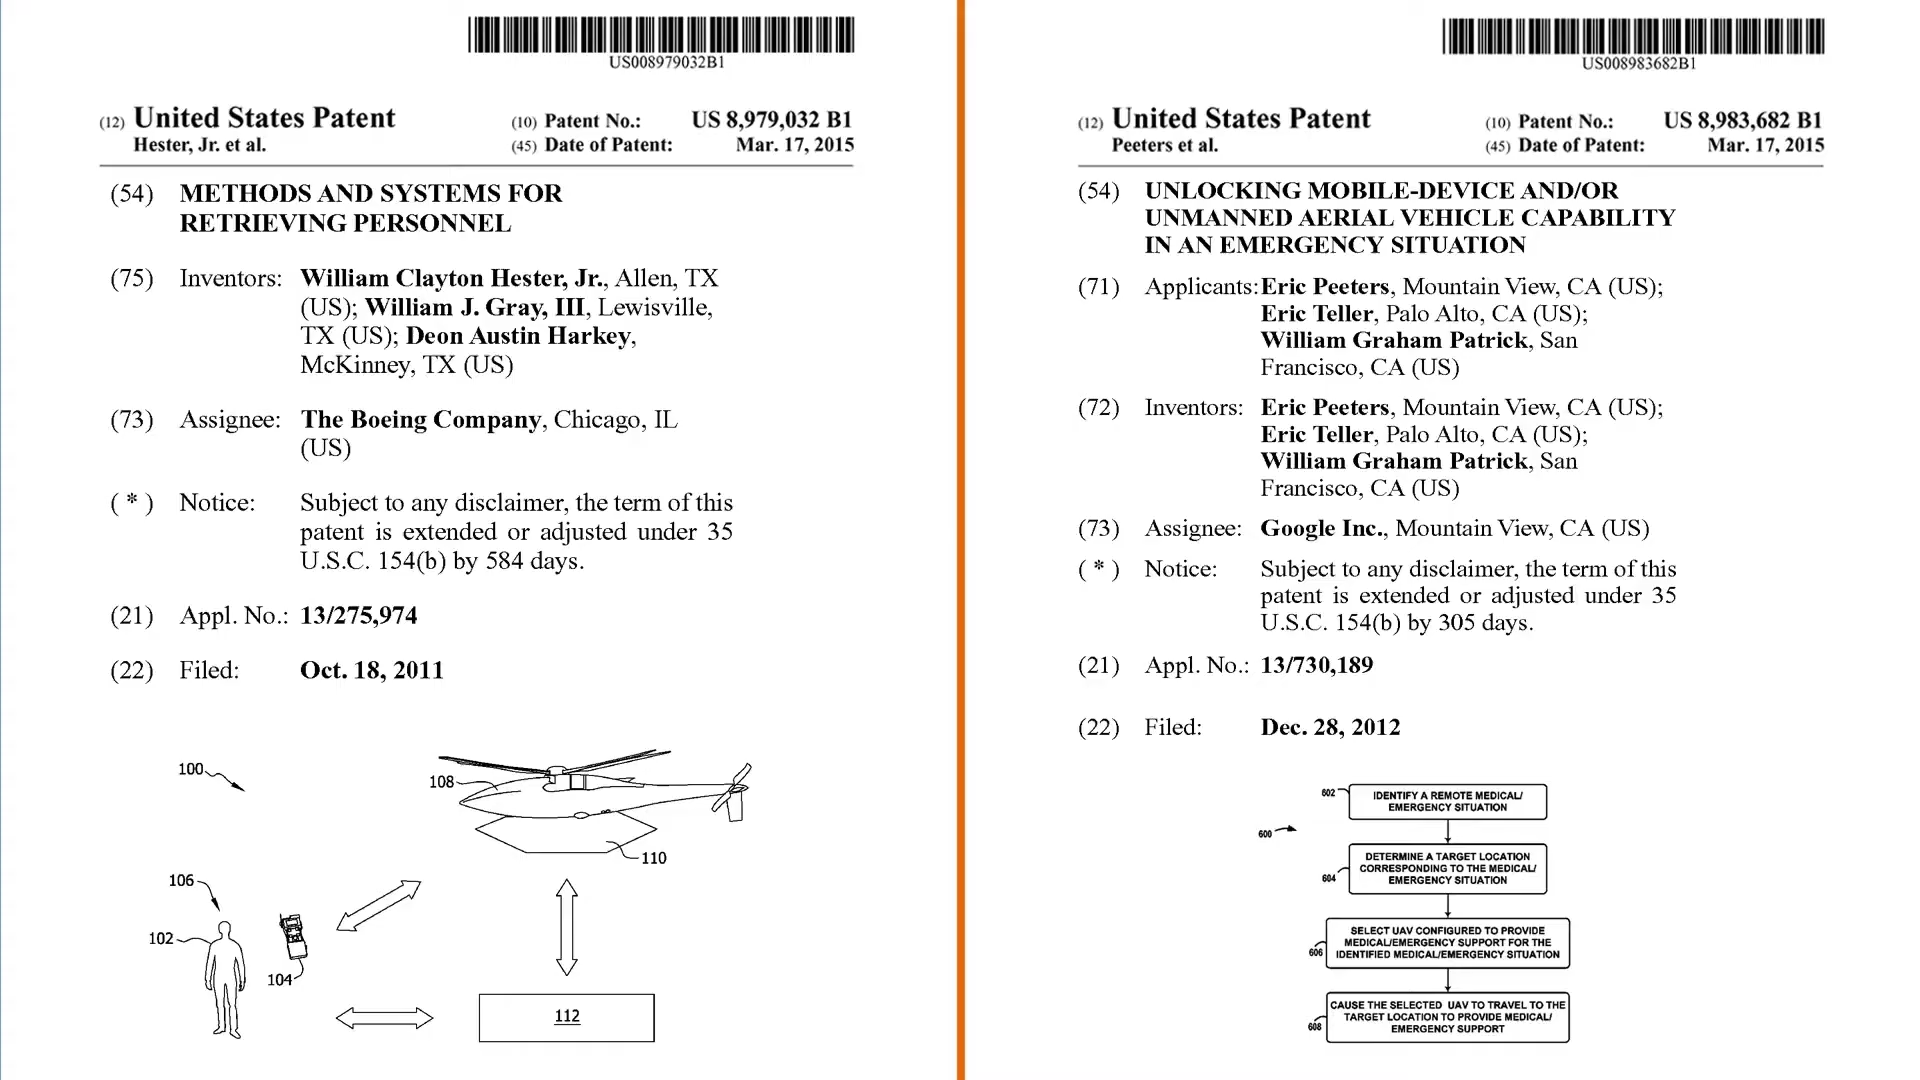 US008979032B1
(12) United States Patent
Hester, Jr. et al.
(10) Patent No.: US 8,979,032 B1
(45) Date of Patent: Mar. 17, 2015
(54) METHODS AND SYSTEMS FOR
RETRIEVING PERSONNEL
(75) Inventors: William Clayton Hester, Jr., Allen, TX
(US); William J. Gray, III, Lewisville,
TX (US); Deon Austin Harkey,
McKinney, TX (US)
(73) Assignee: The Boeing Company, Chicago, IL
(US)
( * ) Notice: Subject to any disclaimer, the term of this
patent is extended or adjusted under 35
U.S.C. 154(b) by 584 days.
(21) Appl. No.: 13/275,974
(22) Filed: Oct. 18, 2011
100
108
110
106
102
104
112
US008983682B1
(12) United States Patent
Peeters et al.
(10) Patent No.: US 8,983,682 B1
(45) Date of Patent: Mar. 17, 2015
(54) UNLOCKING MOBILE-DEVICE AND/OR
UNMANNED AERIAL VEHICLE CAPABILITY
IN AN EMERGENCY SITUATION
(71) Applicants: Eric Peeters, Mountain View, CA (US);
Eric Teller, Palo Alto, CA (US);
William Graham Patrick, San
Francisco, CA (US)
(72) Inventors: Eric Peeters, Mountain View, CA (US);
Eric Teller, Palo Alto, CA (US);
William Graham Patrick, San
Francisco, CA (US)
(73) Assignee: Google Inc., Mountain View, CA (US)
( * ) Notice: Subject to any disclaimer, the term of this
patent is extended or adjusted under 35
U.S.C. 154(b) by 305 days.
(21) Appl. No.: 13/730,189
(22) Filed: Dec. 28, 2012
602
IDENTIFY A REMOTE MEDICAL/
EMERGENCY SITUATION
600
604
DETERMINE A TARGET LOCATION
CORRESPONDING TO THE MEDICAL/
EMERGENCY SITUATION
606
SELECT UAV CONFIGURED TO PROVIDE
MEDICAL/EMERGENCY SUPPORT FOR THE
IDENTIFIED MEDICAL/EMERGENCY SITUATION
608
CAUSE THE SELECTED UAV TO TRAVEL TO THE
TARGET LOCATION TO PROVIDE MEDICAL/
EMERGENCY SUPPORT